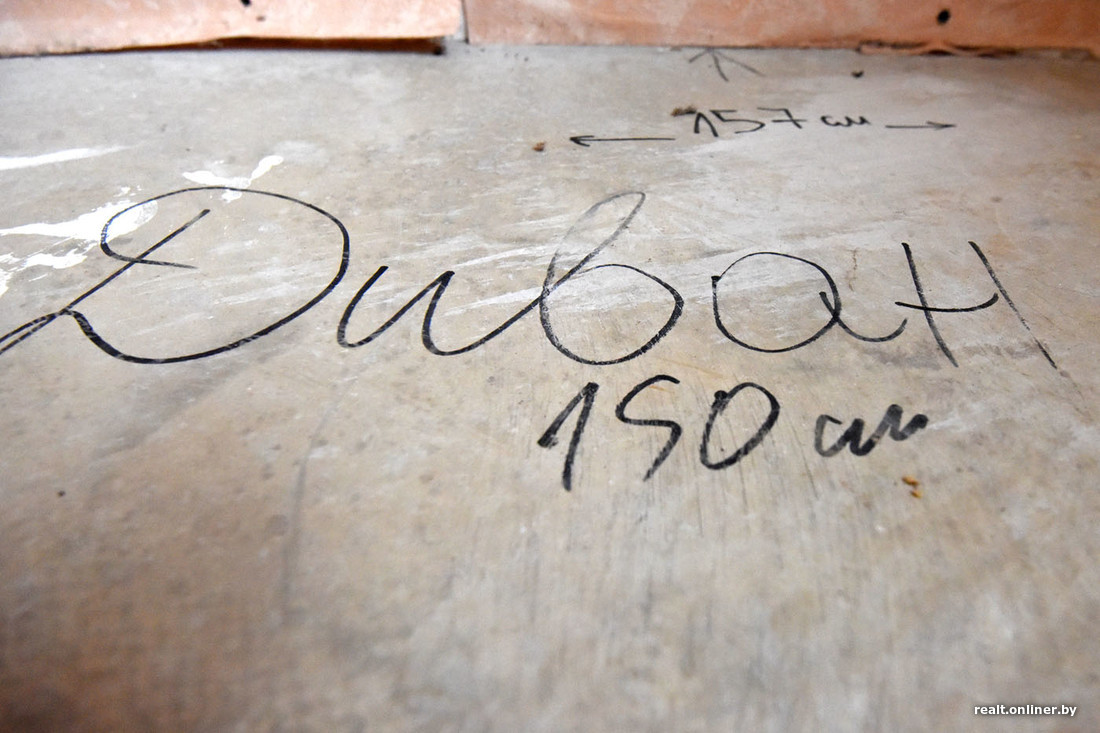 157 см
Диван
150 см
realt.onliner.by